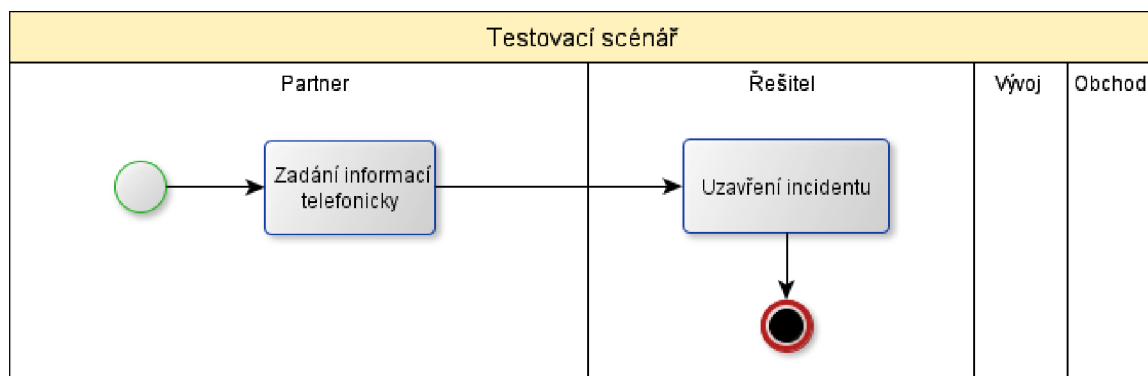 Testovací scénář
Partner
Řešitel
Vývoj
Obchod
Zadání informací
telefonicky
Uzavření incidentu